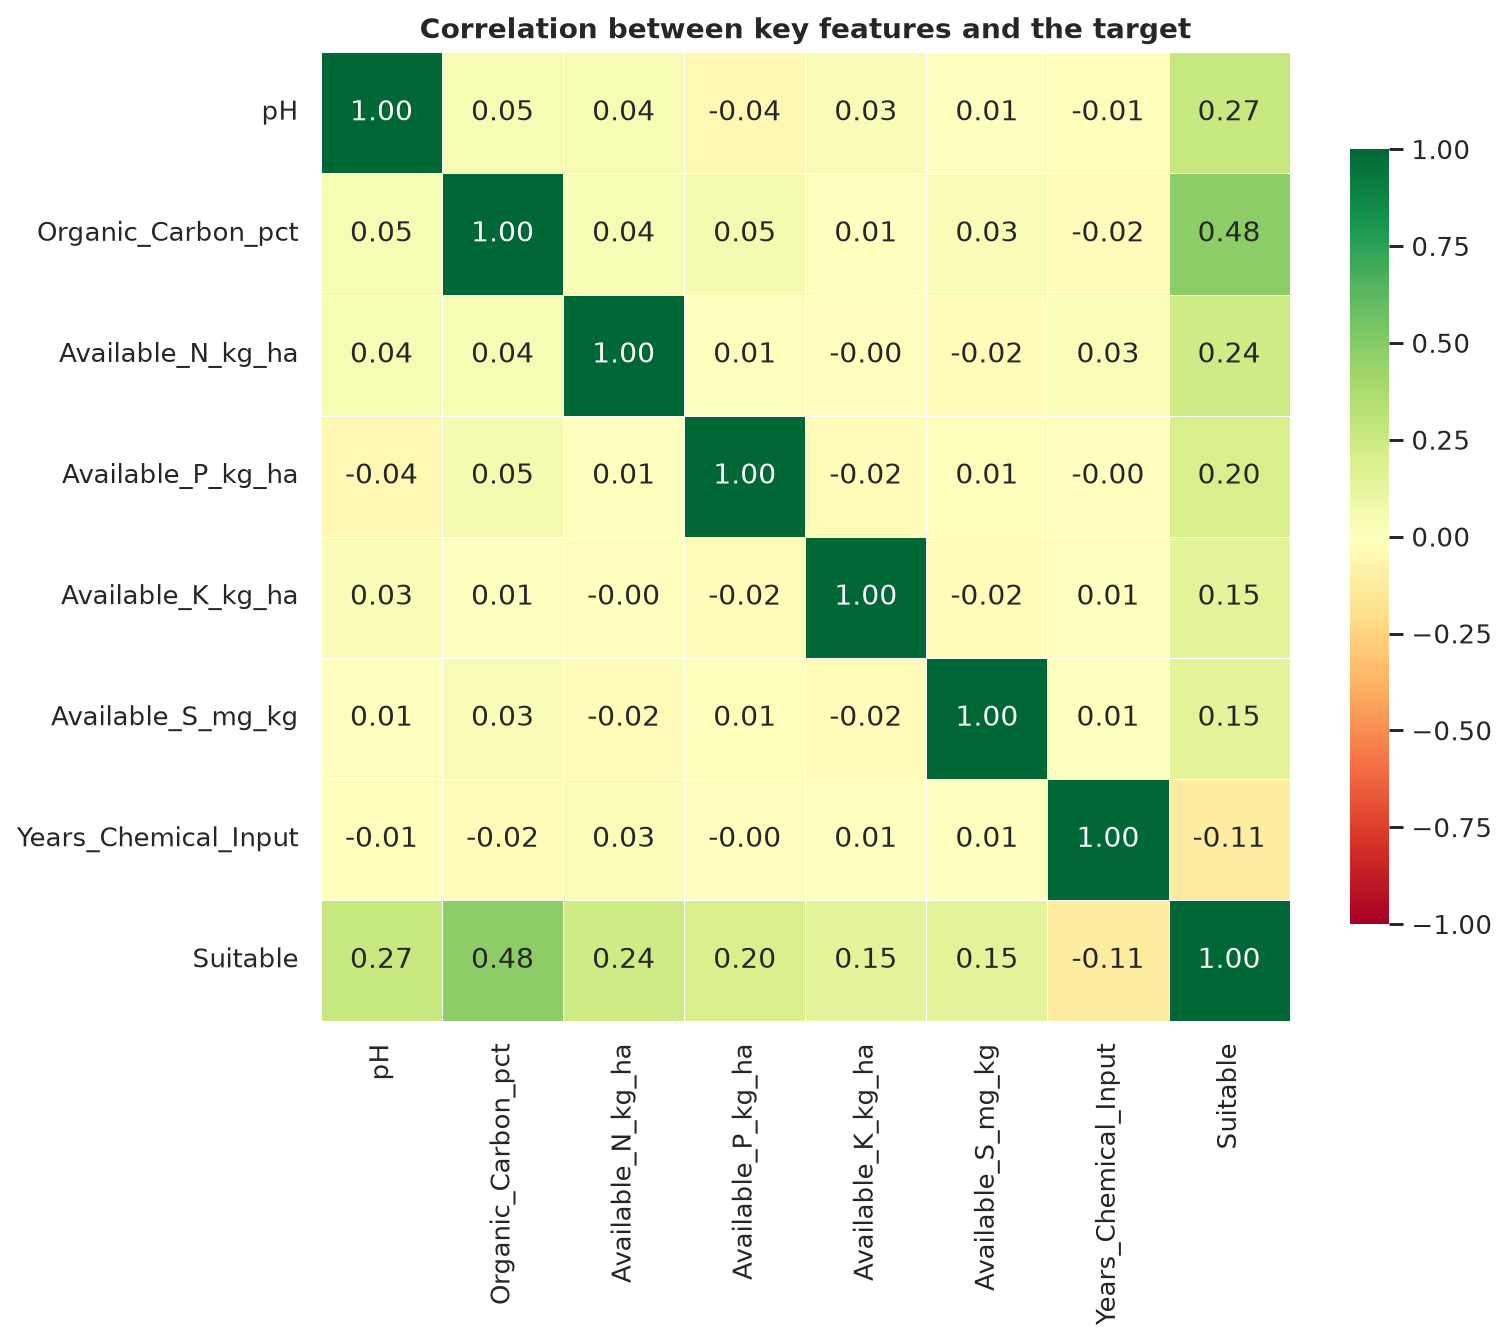 Correlation between key features and the target
pH 1.00 0.05 0.04 -0.04 0.03 0.01 -0.01 0.27
Organic_Carbon_pct 0.05 1.00 0.04 0.05 0.01 0.03 -0.02 0.48
Available_N_kg_ha 0.04 0.04 1.00 0.01 -0.00 -0.02 0.03 0.24
Available_P_kg_ha -0.04 0.05 0.01 1.00 -0.02 0.01 -0.00 0.20
Available_K_kg_ha 0.03 0.01 -0.00 -0.02 1.00 -0.02 0.01 0.15
Available_S_mg_kg 0.01 0.03 -0.02 0.01 -0.02 1.00 0.01 0.15
Years_Chemical_Input -0.01 -0.02 0.03 -0.00 0.01 0.01 1.00 -0.11
Suitable 0.27 0.48 0.24 0.20 0.15 0.15 -0.11 1.00
pH
Organic_Carbon_pct
Available_N_kg_ha
Available_P_kg_ha
Available_K_kg_ha
Available_S_mg_kg
Years_Chemical_Input
Suitable
1.00
0.75
0.50
0.25
0.00
−0.25
−0.50
−0.75
−1.00